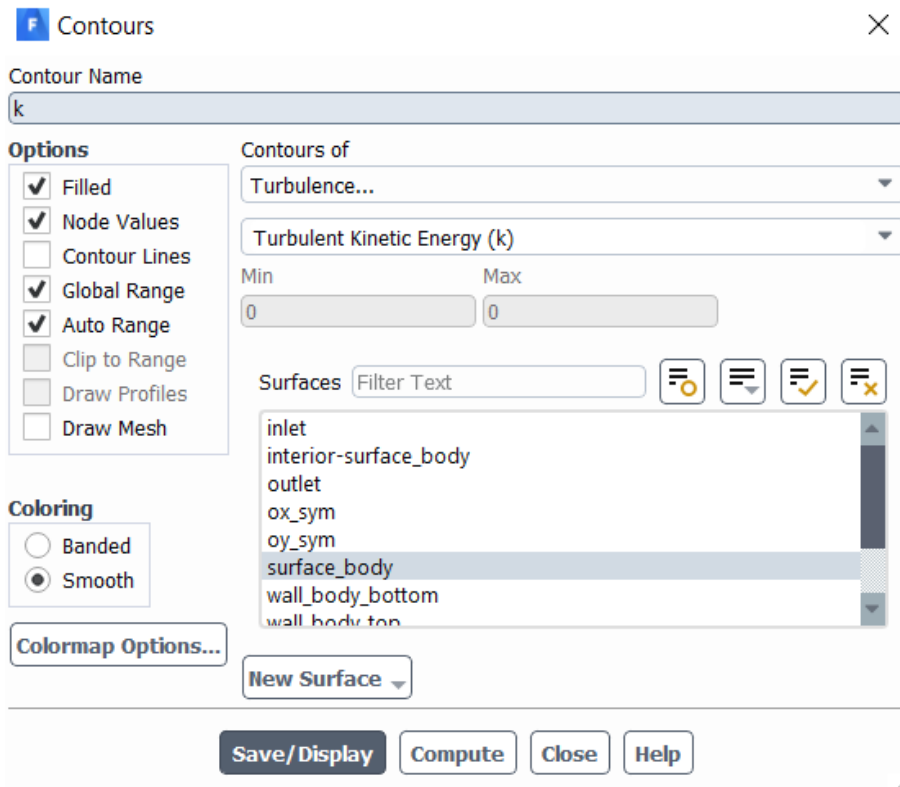 F Contours
Contour Name
k
Options
Filled
Node Values
Contour Lines
Global Range
Auto Range
Clip to Range
Draw Profiles
Draw Mesh
Coloring
Banded
Smooth
Colormap Options...
Contours of
Turbulence...
Turbulent Kinetic Energy (k)
Min Max
0 0
Surfaces Filter Text
inlet
interior-surface_body
outlet
ox_sym
oy_sym
surface_body
wall_body_bottom
wall_body_top
New Surface
Save/Display Compute Close Help